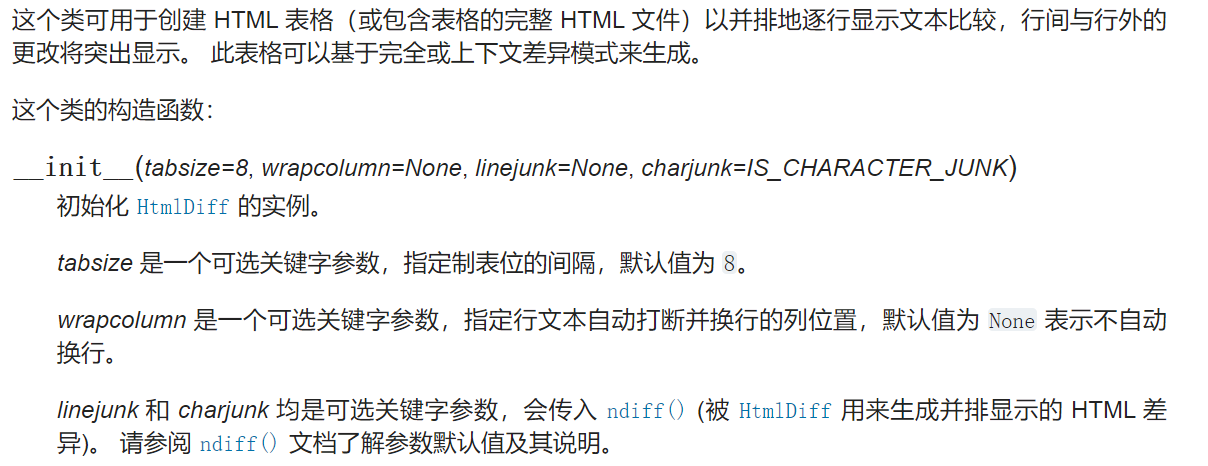 这个类可用于创建 HTML 表格（或包含表格的完整 HTML 文件）以并排地逐行显示文本比较，行间与行外的
更改将突出显示。 此表格可以基于完全或上下文差异模式来生成。
这个类的构造函数：
__init__(tabsize=8, wrapcolumn=None, linejunk=None, charjunk=IS_CHARACTER_JUNK)
初始化 HtmlDiff 的实例。
tabsize 是一个可选关键字参数，指定制表位的间隔，默认值为 8。
wrapcolumn 是一个可选关键字参数，指定行文本自动打断并换行的列位置，默认值为 None 表示不自动
换行。
linejunk 和 charjunk 均是可选关键字参数，会传入 ndiff() (被 HtmlDiff 用来生成并排显示的 HTML 差
异)。 请参阅 ndiff() 文档了解参数默认值及其说明。